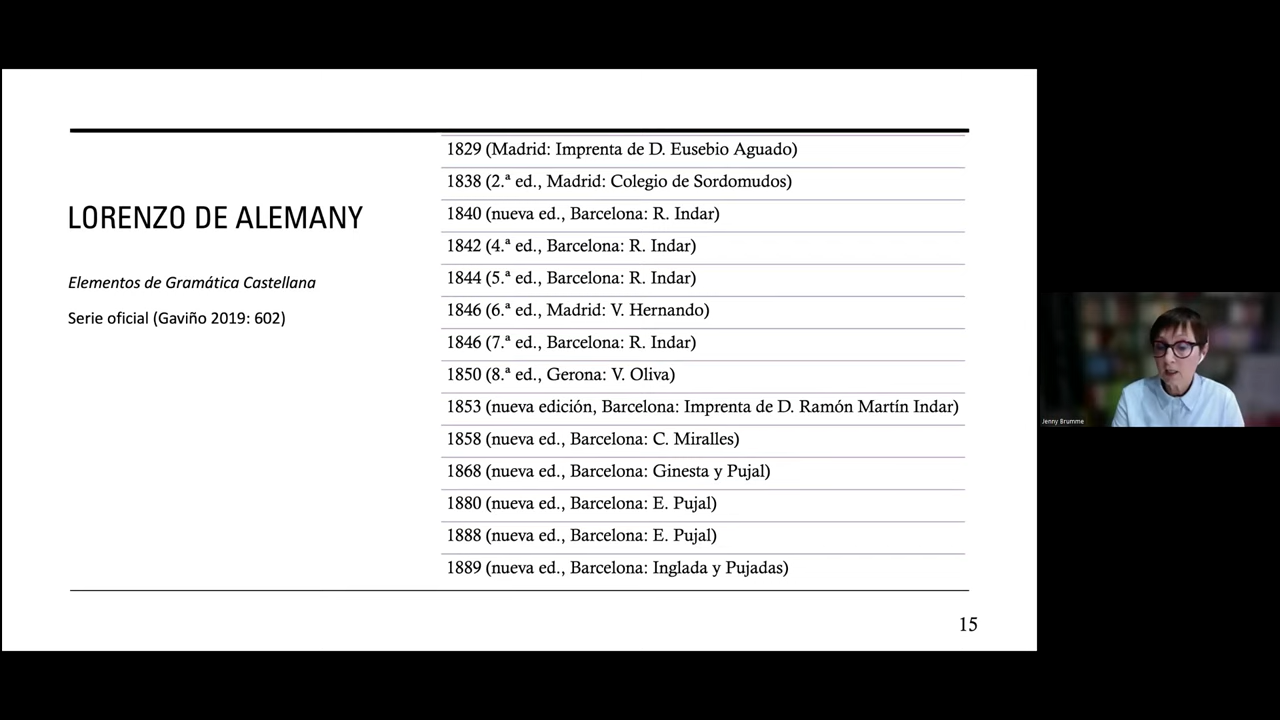 LORENZO DE ALEMANY
Elementos de Gramática Castellana
Serie oficial (Gaviño 2019: 602)
1829 (Madrid: Imprenta de D. Eusebio Aguado)
1838 (2.ª ed., Madrid: Colegio de Sordomudos)
1840 (nueva ed., Barcelona: R. Indar)
1842 (4.ª ed., Barcelona: R. Indar)
1844 (5.ª ed., Barcelona: R. Indar)
1846 (6.ª ed., Madrid: V. Hernando)
1846 (7.ª ed., Barcelona: R. Indar)
1850 (8.ª ed., Gerona: V. Oliva)
1853 (nueva edición, Barcelona: Imprenta de D. Ramón Martín Indar)
1858 (nueva ed., Barcelona: C. Miralles)
1868 (nueva ed., Barcelona: Ginesta y Pujal)
1880 (nueva ed., Barcelona: E. Pujal)
1888 (nueva ed., Barcelona: E. Pujal)
1889 (nueva ed., Barcelona: Inglada y Pujadas)
15
Jenny Brumme